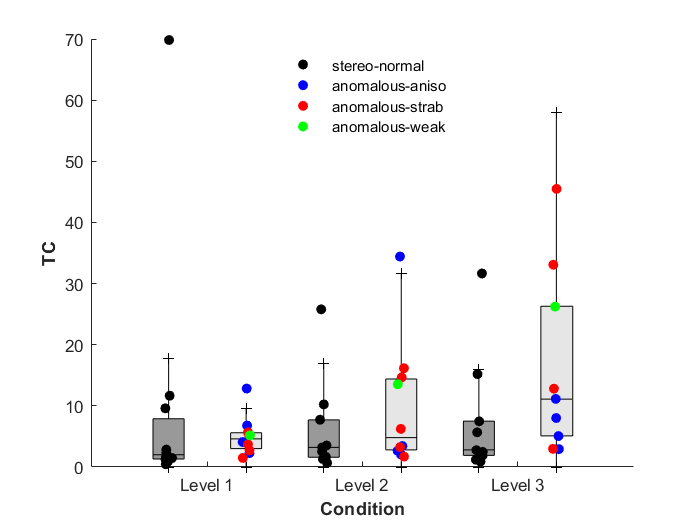 70
60
50
40
30
20
10
0
TC
stereo-normal
anomalous-aniso
anomalous-strab
anomalous-weak
Level 1
Level 2
Level 3
Condition